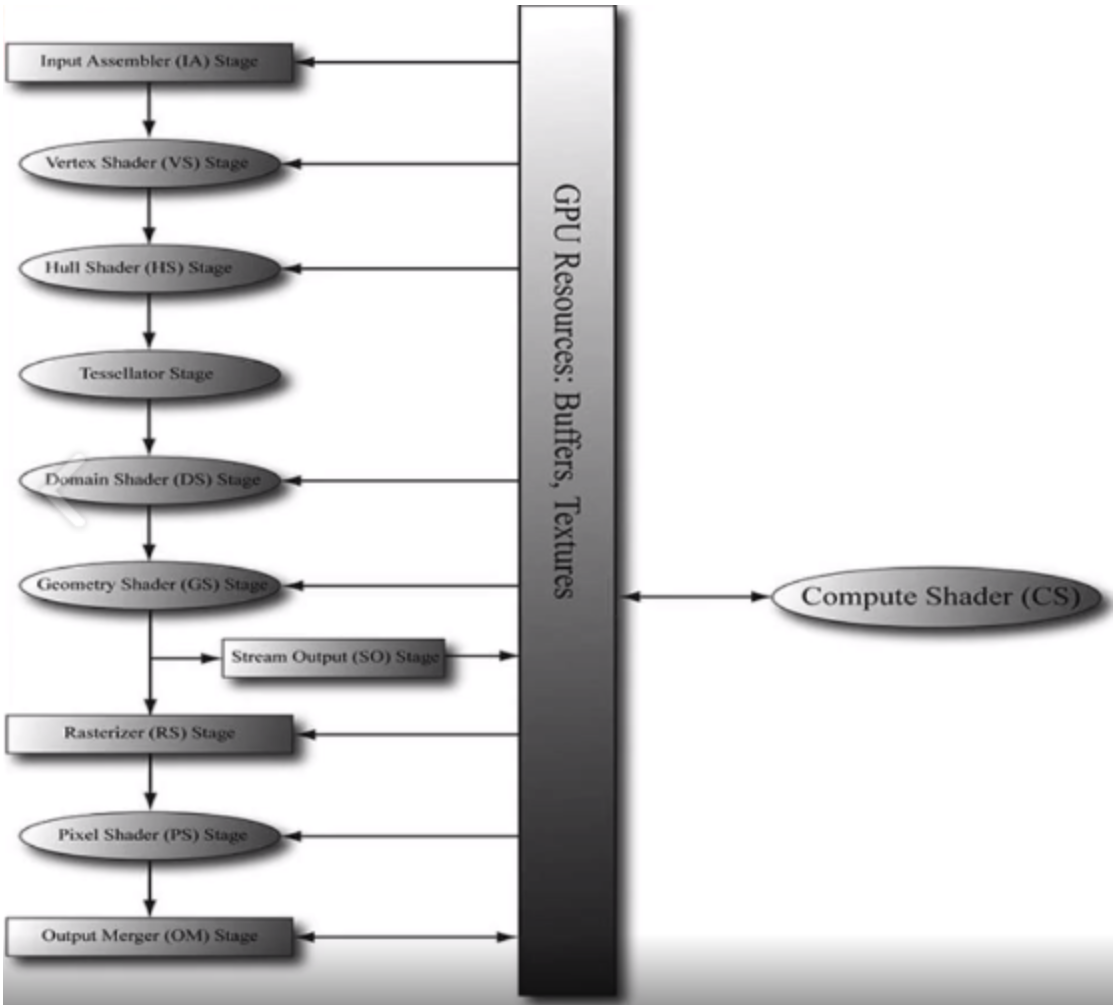 Input Assembler (IA) Stage
Vertex Shader (VS) Stage
Hull Shader (HS) Stage
Tessellator Stage
Domain Shader (DS) Stage
Geometry Shader (GS) Stage
Stream Output (SO) Stage
Rasterizer (RS) Stage
Pixel Shader (PS) Stage
Output Merger (OM) Stage
GPU Resources: Buffers, Textures
Compute Shader (CS)